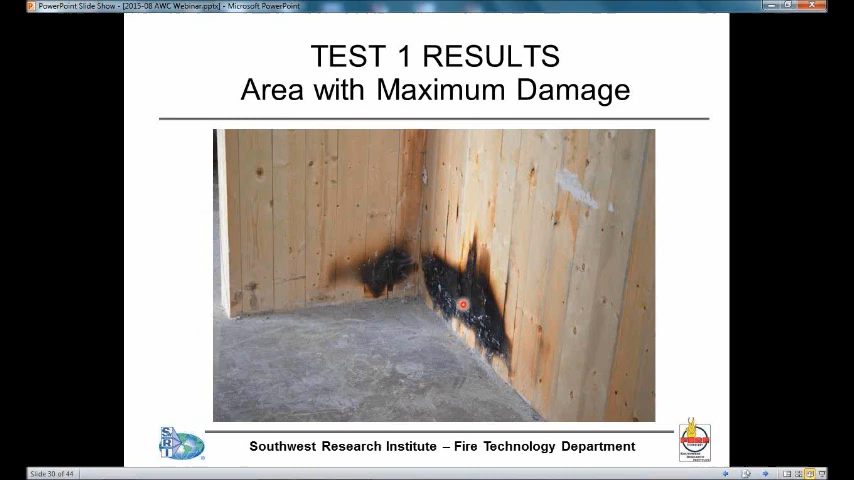 PowerPoint Slide Show - [2015-08 AWC Webinar.pptx] - Microsoft PowerPoint
TEST 1 RESULTS
Area with Maximum Damage
SRI
Southwest Research Institute – Fire Technology Department
Slide 30 of 44